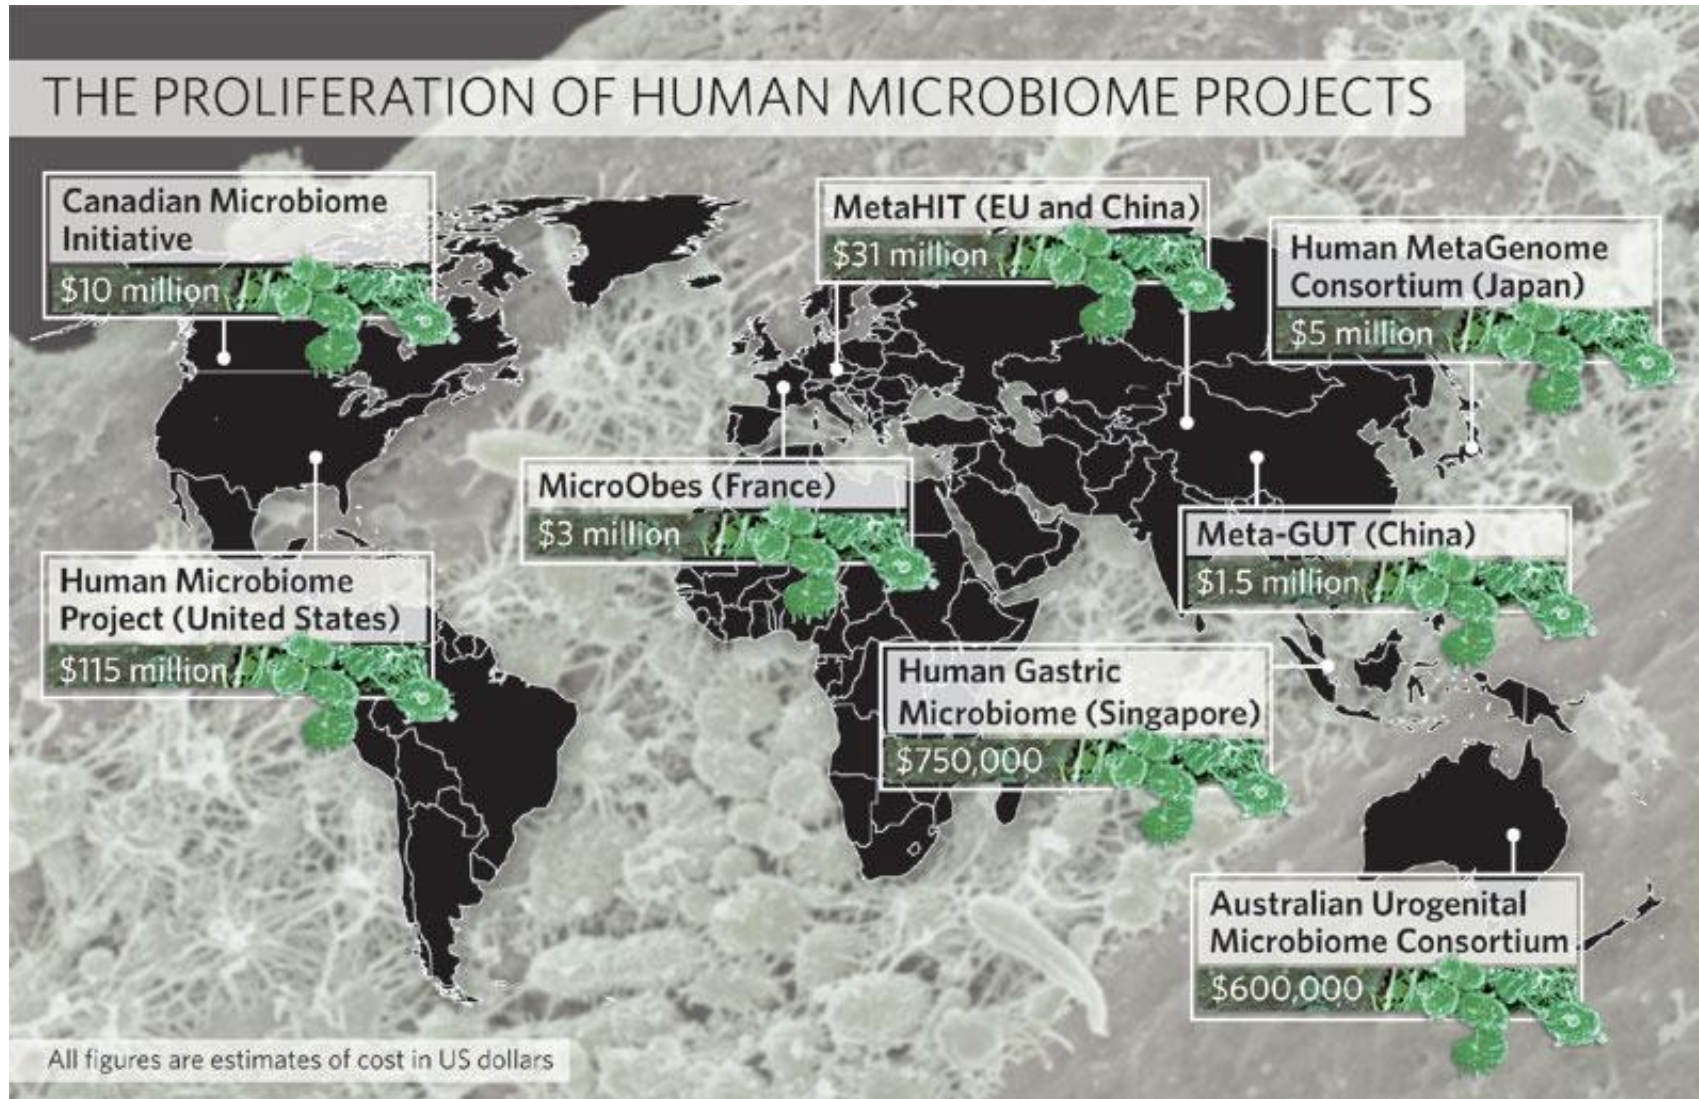 THE PROLIFERATION OF HUMAN MICROBIOME PROJECTS
Canadian Microbiome
Initiative
$10 million
MetaHIT (EU and China)
$31 million
Human MetaGenome
Consortium (Japan)
$5 million
MicroObes (France)
$3 million
Meta-GUT (China)
$1.5 million
Human Microbiome
Project (United States)
$115 million
Human Gastric
Microbiome (Singapore)
$750,000
Australian Urogenital
Microbiome Consortium
$600,000
All figures are estimates of cost in US dollars